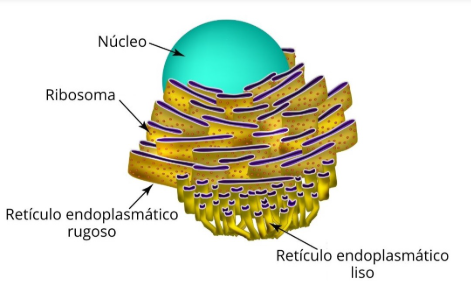 Núcleo
Ribosoma
Retículo endoplasmático
rugoso
Retículo endoplasmático
liso